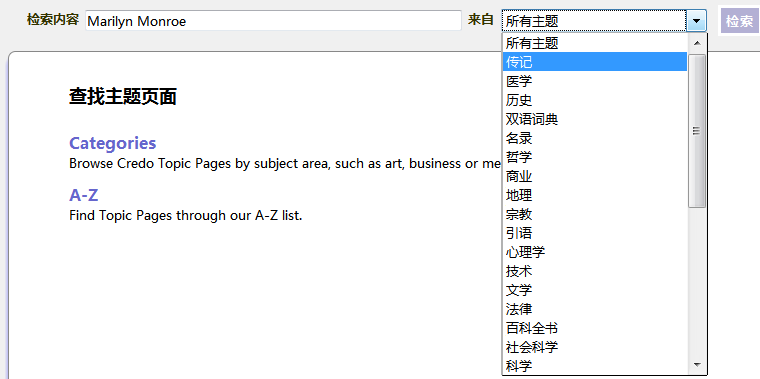 检索内容 Marilyn Monroe 来自 所有主题 检索
所有主题
传记
医学
历史
双语词典
名录
哲学
商业
地理
宗教
引语
心理学
技术
文学
法律
百科全书
社会科学
科学
查找主题页面
Categories
Browse Credo Topic Pages by subject area, such as art, business or me
A-Z
Find Topic Pages through our A-Z list.